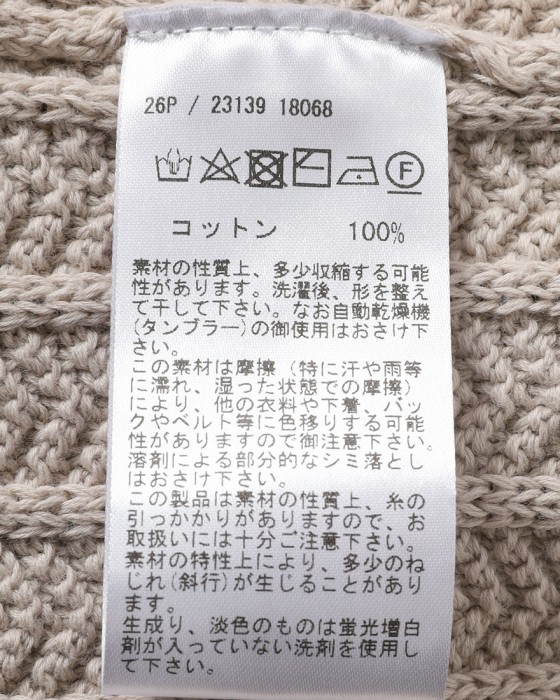 26P / 23139 18068
F
コットン 100%
素材の性質上、多少収縮する可能
性があります。洗濯後、形を整え
て干して下さい。なお自動乾燥機
(タンブラー)の御使用はおさけ下
さい。
この素材は摩擦（特に汗や雨等
に濡れ、湿った状態での摩擦）
により、他の衣料や下着、バッ
クやベルト等に色移りする可能
性がありますので御注意下さい。
溶剤による部分的なシミ落とし
はおさけ下さい。
この製品は素材の性質上、糸の
引っかかりがありますので、お
取扱いには十分ご注意下さい。
素材の特性上により、多少のね
じれ(斜行)が生じることがあり
ます。
生成り、淡色のものは蛍光増白
剤が入っていない洗剤を使用し
て下さい。